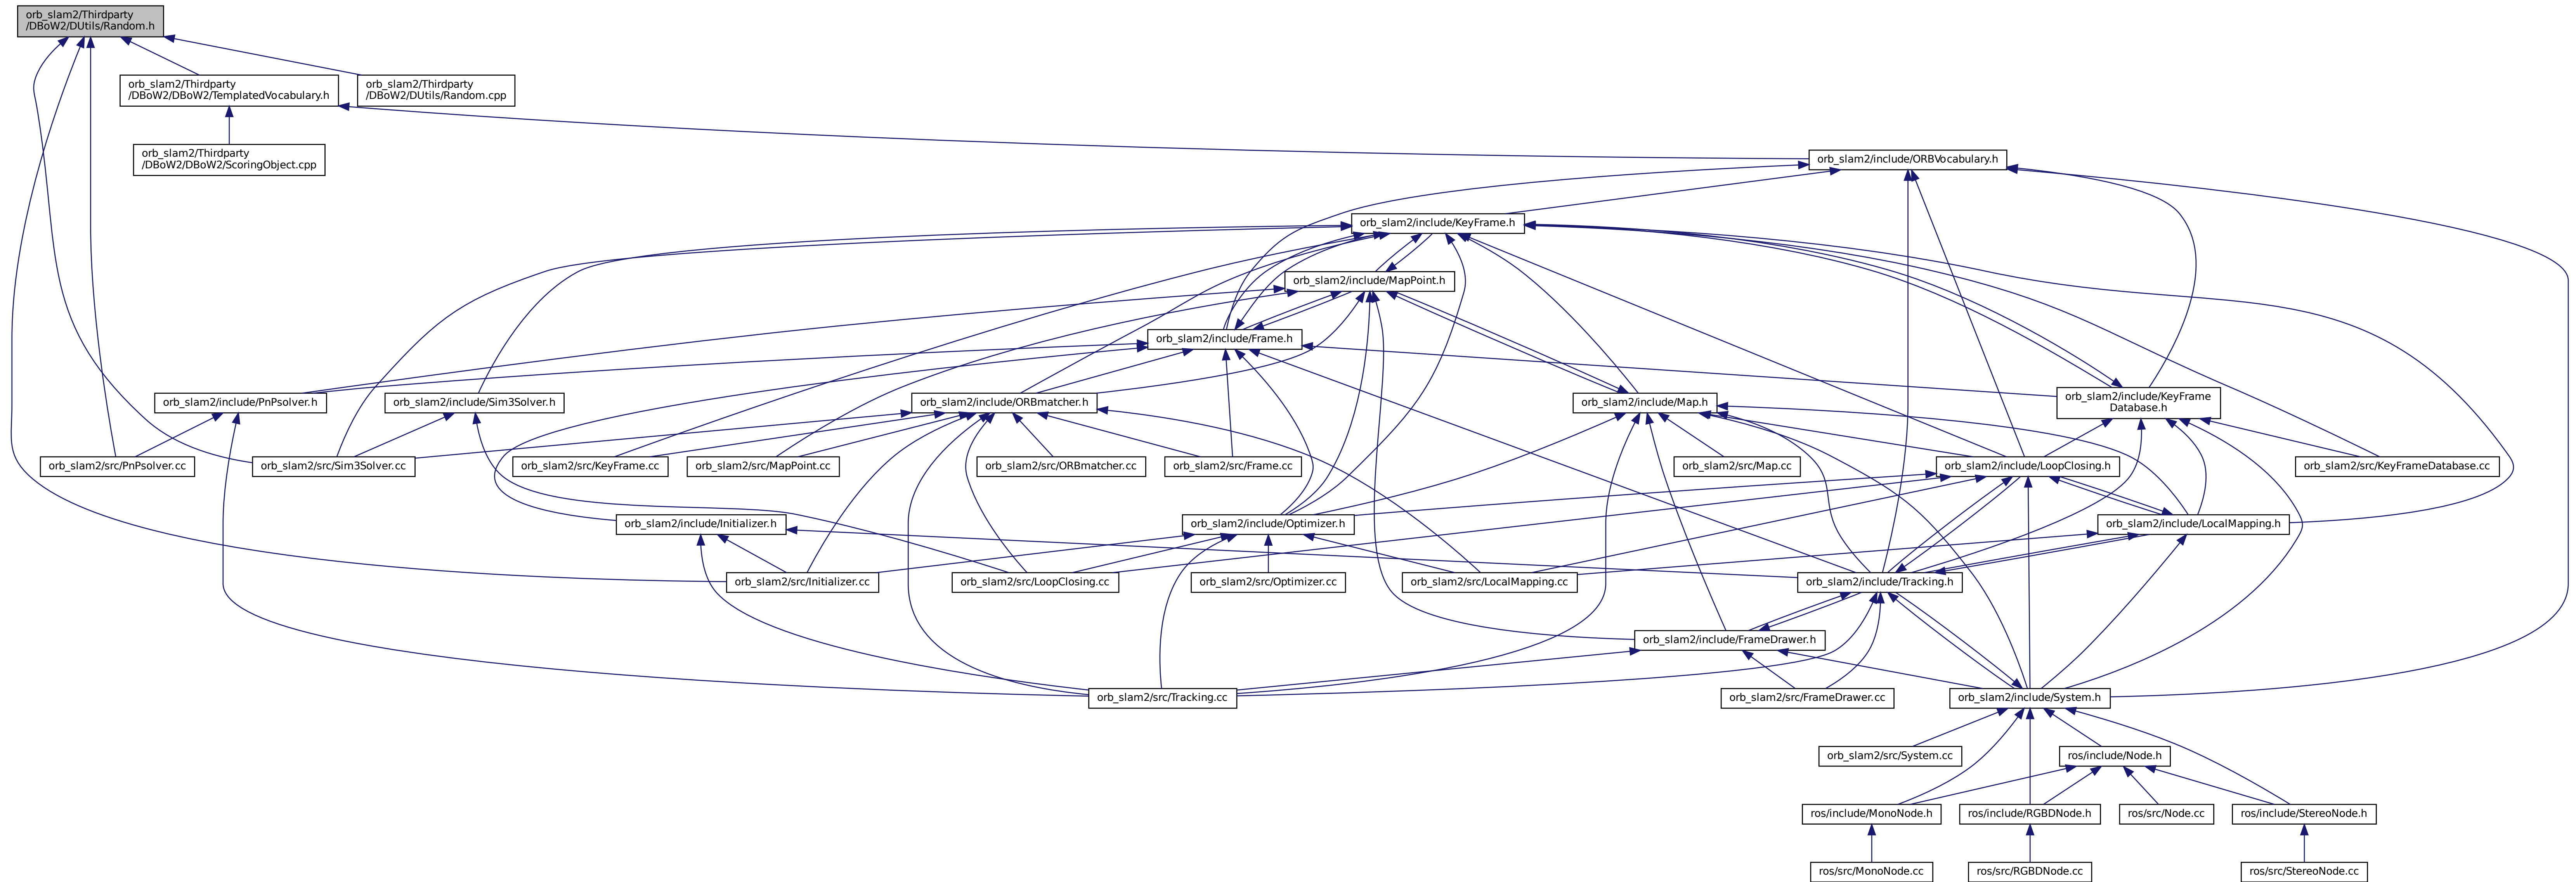 orb_slam2/Thirdparty
/DBoW2/DUtils/Random.h
orb_slam2/Thirdparty
/DBoW2/DBoW2/TemplatedVocabulary.h
orb_slam2/Thirdparty
/DBoW2/DUtils/Random.cpp
orb_slam2/Thirdparty
/DBoW2/DBoW2/ScoringObject.cpp
orb_slam2/include/ORBVocabulary.h
orb_slam2/include/KeyFrame.h
orb_slam2/include/MapPoint.h
orb_slam2/include/Frame.h
orb_slam2/include/PnPsolver.h
orb_slam2/include/Sim3Solver.h
orb_slam2/include/ORBmatcher.h
orb_slam2/include/Map.h
orb_slam2/include/KeyFrame
Database.h
orb_slam2/src/PnPsolver.cc
orb_slam2/src/Sim3Solver.cc
orb_slam2/src/KeyFrame.cc
orb_slam2/src/MapPoint.cc
orb_slam2/src/ORBmatcher.cc
orb_slam2/src/Frame.cc
orb_slam2/src/Map.cc
orb_slam2/include/LoopClosing.h
orb_slam2/src/KeyFrameDatabase.cc
orb_slam2/include/Initializer.h
orb_slam2/include/Optimizer.h
orb_slam2/include/LocalMapping.h
orb_slam2/src/Initializer.cc
orb_slam2/src/LoopClosing.cc
orb_slam2/src/Optimizer.cc
orb_slam2/src/LocalMapping.cc
orb_slam2/include/Tracking.h
orb_slam2/include/FrameDrawer.h
orb_slam2/src/Tracking.cc
orb_slam2/src/FrameDrawer.cc
orb_slam2/include/System.h
orb_slam2/src/System.cc
ros/include/Node.h
ros/include/MonoNode.h
ros/include/RGBDNode.h
ros/src/Node.cc
ros/include/StereoNode.h
ros/src/MonoNode.cc
ros/src/RGBDNode.cc
ros/src/StereoNode.cc